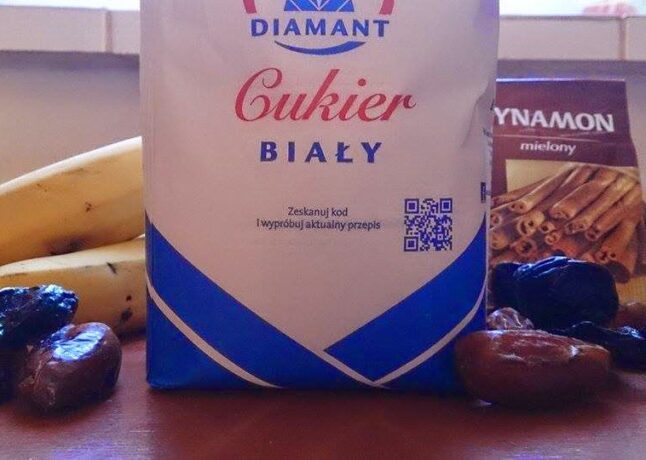 DIAMANT
Cukier
BIAŁY
Zeskanuj kod
i wypróbuj aktualny przepis
YNAMON
mielony